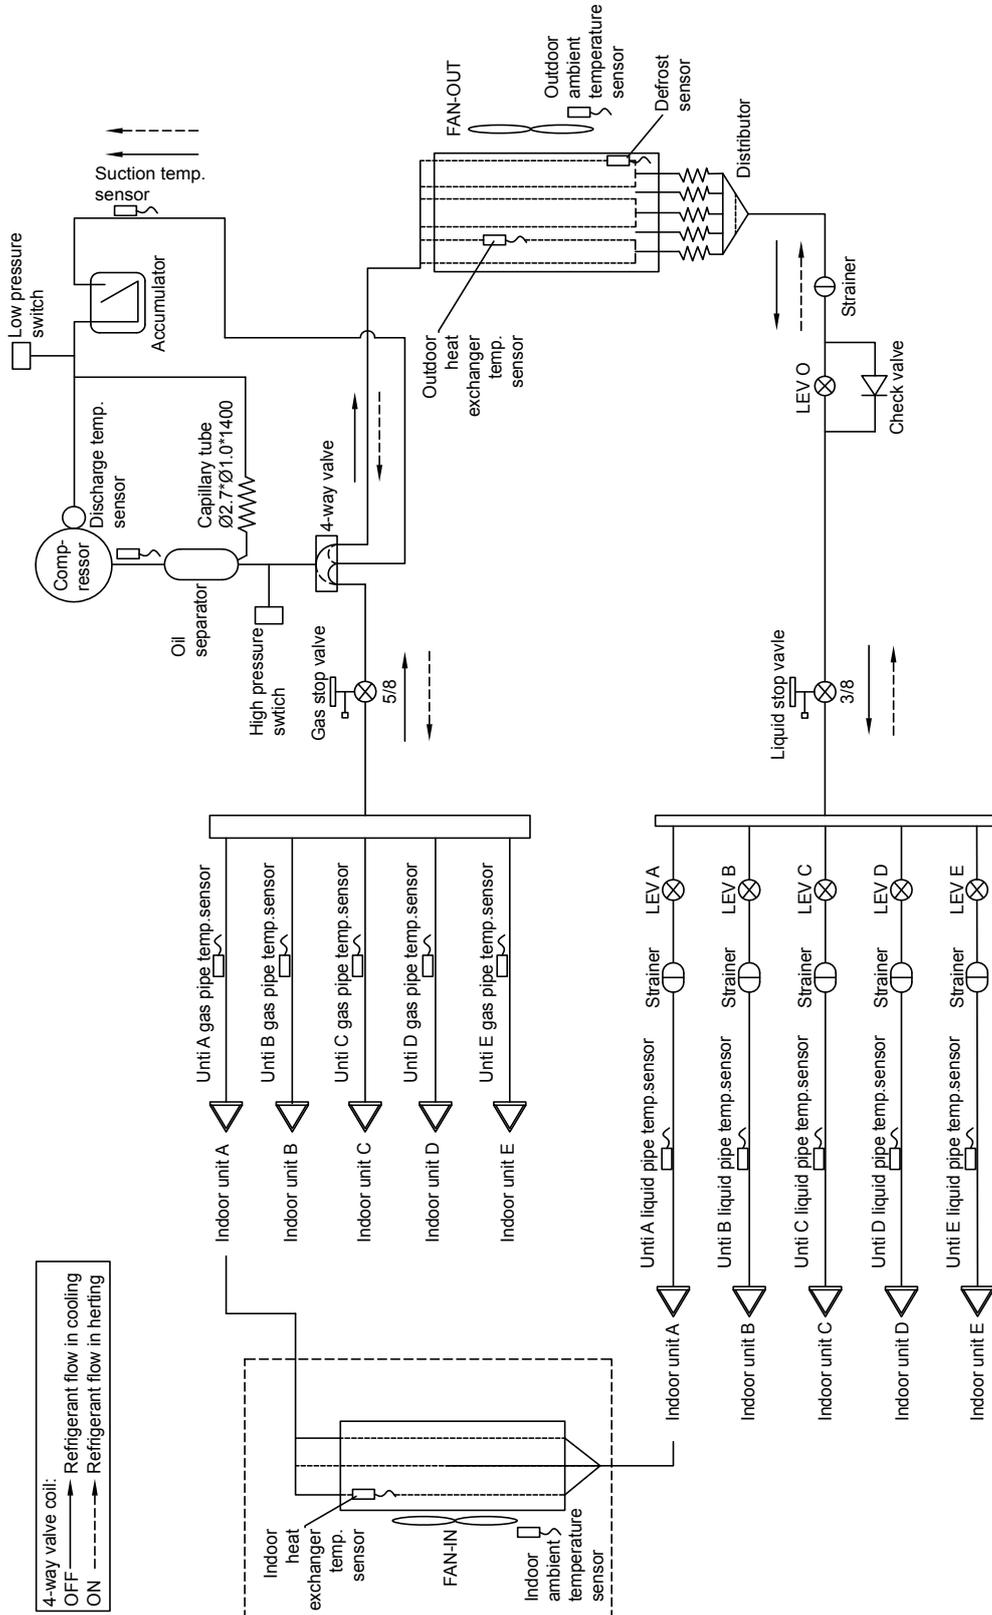 4-way valve coil:
OFF Refrigerant flow in cooling
ON Refrigerant flow in herting
Low pressure
switch
Accumulator
Suction temp.
sensor
Comp-
ressor
Discharge temp.
sensor
Capillary tube
Ø2.7*Ø1.0*1400
Oil
separator
High pressure
swtich
4-way valve
Gas stop valve
5/8
FAN-OUT
Outdoor
ambient
temperature
sensor
Defrost
sensor
Distributor
Outdoor
heat
exchanger
temp.
sensor
Strainer
LEV O
Check valve
Liquid stop vavle
3/8
Unti A gas pipe temp.sensor
Unti B gas pipe temp.sensor
Unti C gas pipe temp.sensor
Unti D gas pipe temp.sensor
Unti E gas pipe temp.sensor
Indoor unit A
Indoor unit B
Indoor unit C
Indoor unit D
Indoor unit E
LEV A
LEV B
LEV C
LEV D
LEV E
Strainer
Strainer
Strainer
Strainer
Strainer
Unti A liquid pipe temp.sensor
Unti B liquid pipe temp.sensor
Unti C liquid pipe temp.sensor
Unti D liquid pipe temp.sensor
Unti E liquid pipe temp.sensor
Indoor unit A
Indoor unit B
Indoor unit C
Indoor unit D
Indoor unit E
Indoor
heat
exchanger
temp.
sensor
FAN-IN
Indoor
ambient
temperature
sensor